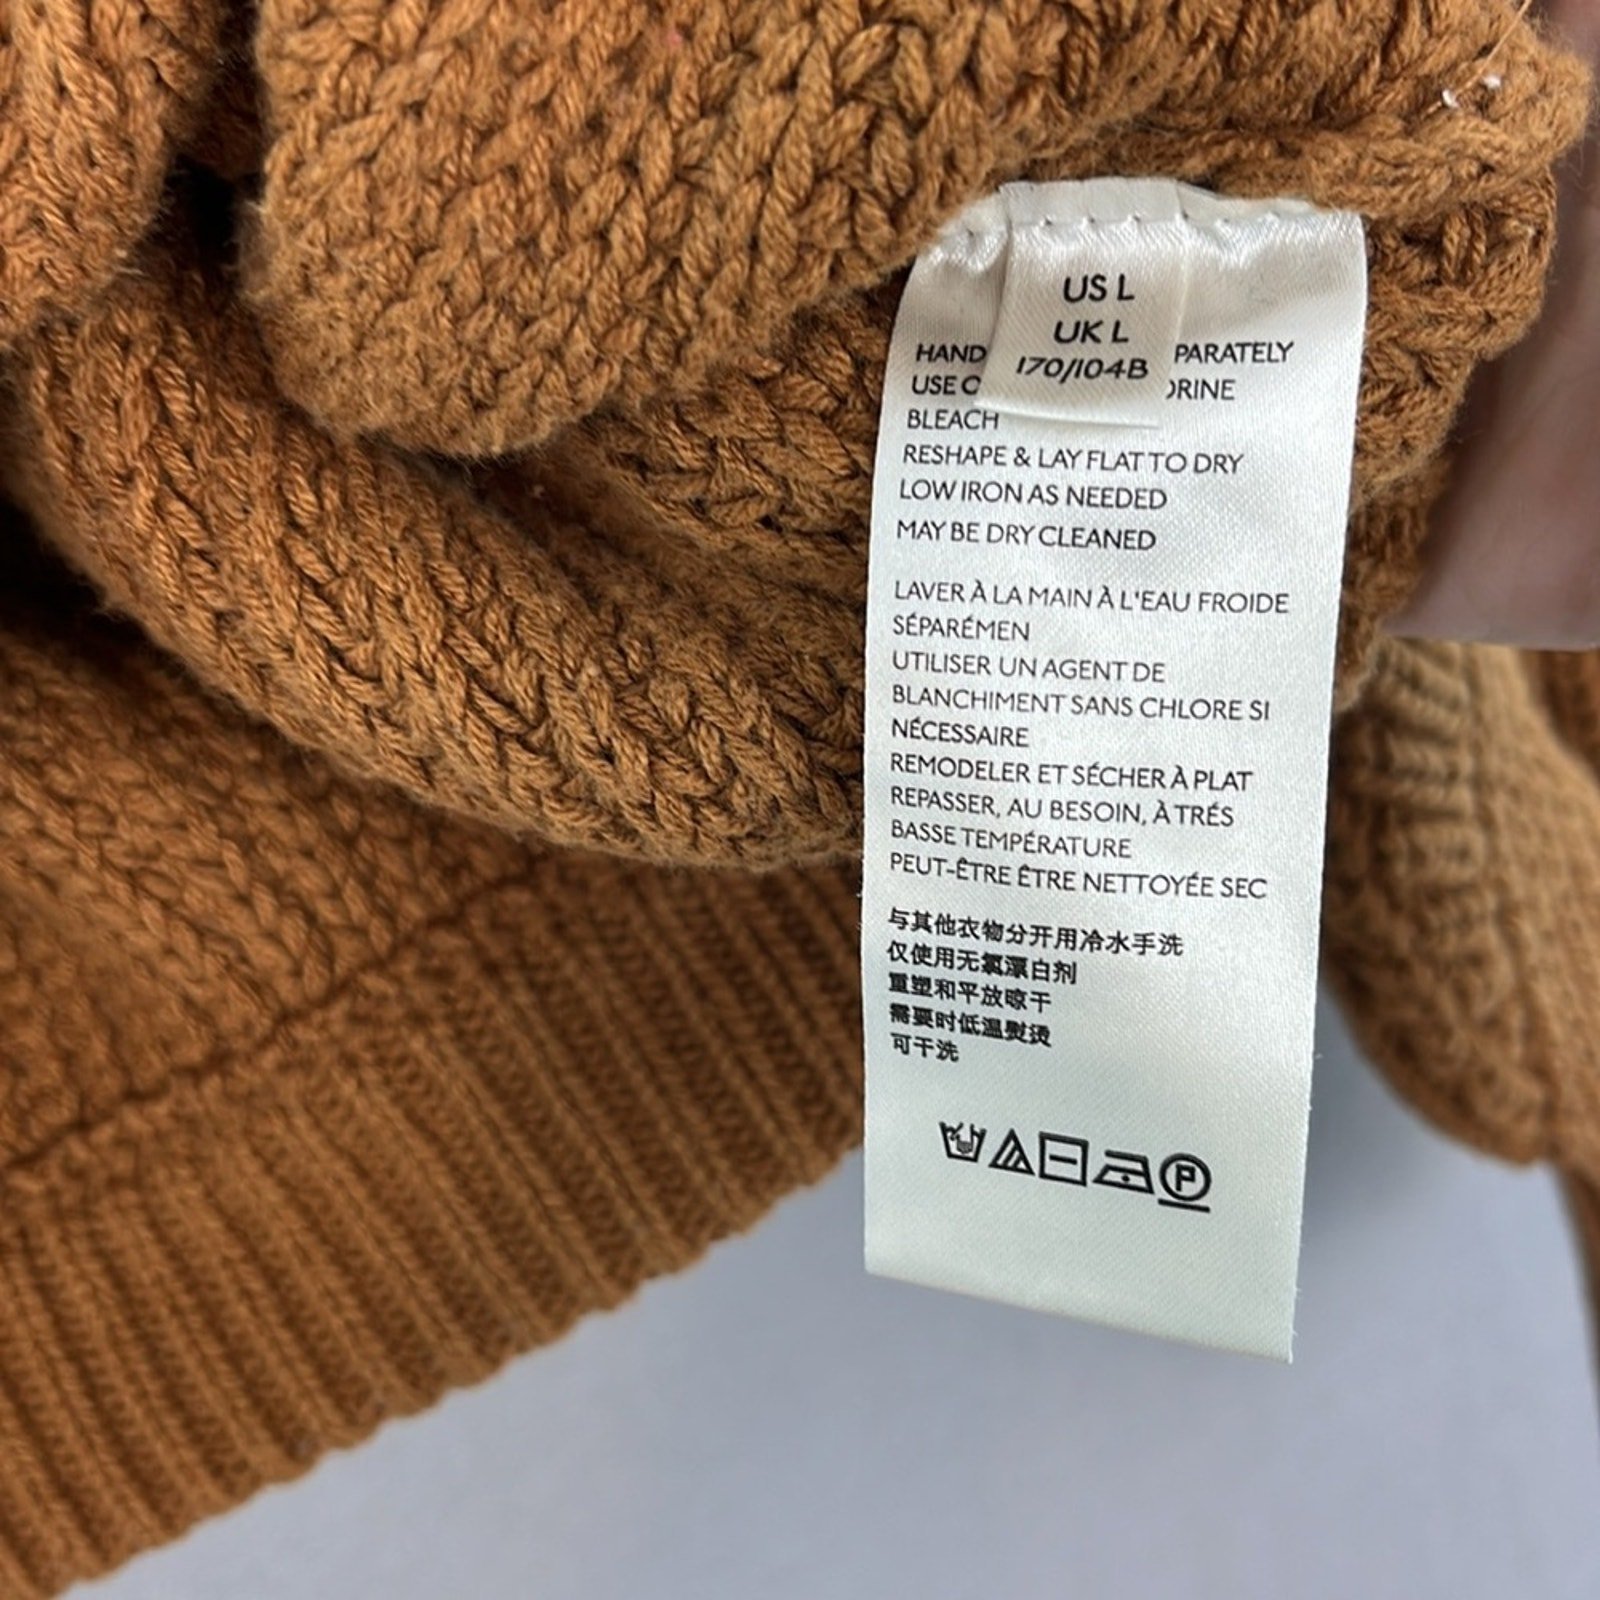 US L
UK L
170/104B
HAND PARATELY
USE ORINE
BLEACH
RESHAPE & LAY FLAT TO DRY
LOW IRON AS NEEDED
MAY BE DRY CLEANED
LAVER À LA MAIN À L'EAU FROIDE
SÉPARÉMEN
UTILISER UN AGENT DE
BLANCHIMENT SANS CHLORE SI
NÉCESSAIRE
REMODELER ET SÉCHER À PLAT
REPASSER, AU BESOIN, À TRÉS
BASSE TEMPÉRATURE
PEUT-ÊTRE ÊTRE NETTOYÉE SEC
与其他衣物分开用冷水手洗
仅使用无氯漂白剂
重塑和平放晾干
需要时低温熨烫
可干洗
P